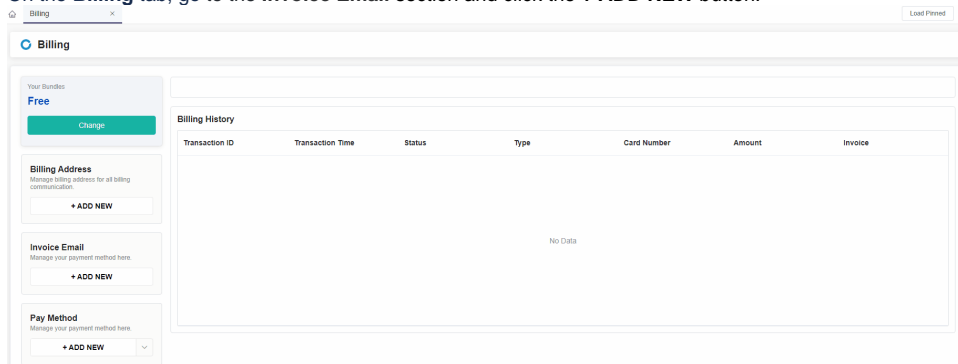 On the Billing tab, go to the Invoice Email section and click the + ADD NEW button.
Billing ×
Load Pinned
Billing
Your Bundles
Free
Change
Billing Address
Manage billing address for all billing
communication.
+ ADD NEW
Invoice Email
Manage your payment method here.
+ ADD NEW
Pay Method
Manage your payment method here.
+ ADD NEW
Billing History
Transaction ID Transaction Time Status Type Card Number Amount Invoice
No Data